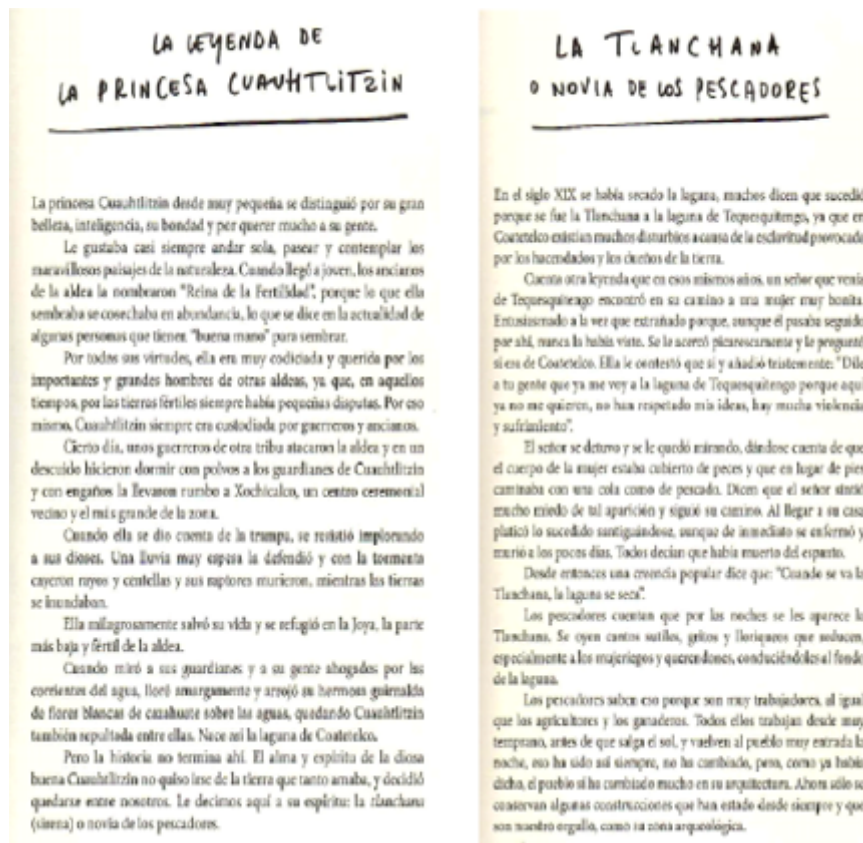 LA LEYENDA DE
LA PRINCESA CUAUHTLITZIN
La princesa Cuauhtlitzin desde muy pequeña se distinguió por su gran
belleza, inteligencia, su bondad y por querer mucho a su gente.
Le gustaba casi siempre andar sola, pasear y contemplar los
maravillosos paisajes de la naturaleza. Cuando llegó a joven, los ancianos
de la aldea la nombraron "Reina de la Fertilidad", porque lo que ella
sembraba se cosechaba en abundancia, lo que se dice en la actualidad de
algunas personas que tienen "buena mano" para sembrar.
Por todas sus virtudes, ella era muy codiciada y querida por los
importantes y grandes hombres de otras aldeas, ya que, en aquellos
tiempos, por las tierras fértiles siempre había pequeñas disputas. Por eso
mismo, Cuauhtlitzin siempre era custodiada por guerreros y ancianos.
Cierto día, unos guerreros de otra tribu atacaron la aldea y en un
descuido hicieron dormir con polvos a los guardianes de Cuauhtlitzin
y con engaños la llevaron rumbo a Xochicalco, un centro ceremonial
vecino y el más grande de la zona.
Cuando ella se dio cuenta de la trampa, se resistió implorando
a sus dioses. Una lluvia muy espesa la defendió y con la tormenta
cayeron rayos y centellas y sus raptores murieron, mientras las tierras
se inundaban.
Ella milagrosamente salvó su vida y se refugió en la Joya, la parte
más baja y fértil de la aldea.
Cuando miró a sus guardianes y a su gente ahogados por las
corrientes del agua, lloró amargamente y arrojó su hermosa guirnalda
de flores blancas de cazahuate sobre las aguas, quedando Cuauhtlitzin
también sepultada entre ellas. Nace así la laguna de Coatetelco.
Pero la historia no termina ahí. El alma y espíritu de la diosa
buena Cuauhtlitzin no quiso irse de la tierra que tanto amaba, y decidió
quedarse entre nosotros. Le decimos aquí a su espíritu: la tlanchana
(sirena) o novia de los pescadores.
LA TLANCHANA
O NOVIA DE LOS PESCADORES
En el siglo XIX se había secado la laguna, muchos dicen que sucedió
porque se fue la Tlanchana a la laguna de Tequesquitengo, ya que en
Coatetelco existían muchos disturbios a causa de la esclavitud provocada
por los hacendados y los dueños de la tierra.
Cuenta otra leyenda que en esos mismos años, un señor que venía
de Tequesquitengo encontró en su camino a una mujer muy bonita.
Entusiasmado a la vez que extrañado porque, aunque él pasaba seguido
por ahí, nunca la había visto. Se le acercó picarescamente y le preguntó
si era de Coatetelco. Ella le contestó que sí y añadió tristemente: "Dile
a tu gente que ya me voy a la laguna de Tequesquitengo porque aquí
ya no me quieren, no han respetado mis ideas, hay mucha violencia
y sufrimiento".
El señor se detuvo y se le quedó mirando, dándose cuenta de que
el cuerpo de la mujer estaba cubierto de peces y que en lugar de pies
caminaba con una cola como de pescado. Dicen que el señor sintió
mucho miedo de tal aparición y siguió su camino. Al llegar a su casa
platicó lo sucedido santiguándose, aunque de inmediato se enfermó y
murió a los pocos días. Todos decían que había muerto del espanto.
Desde entonces una creencia popular dice que: "Cuando se va la
Tlanchana, la laguna se seca".
Los pescadores cuentan que por las noches se les aparece la
Tlanchana. Se oyen cantos sutiles, gritos y lloriqueos que seducen,
especialmente a los mujeriegos y querendones, conduciéndoles al fondo
de la laguna.
Los pescadores saben eso porque son muy trabajadores, al igual
que los agricultores y los ganaderos. Todos ellos trabajan desde muy
temprano, antes de que salga el sol, y vuelven al pueblo muy entrada la
noche, eso ha sido así siempre, no ha cambiado, pero, como ya había
dicho, el pueblo sí ha cambiado mucho en su arquitectura. Ahora sólo se
conservan algunas construcciones que han estado desde siempre y que
son nuestro orgullo, como su zona arqueológica.